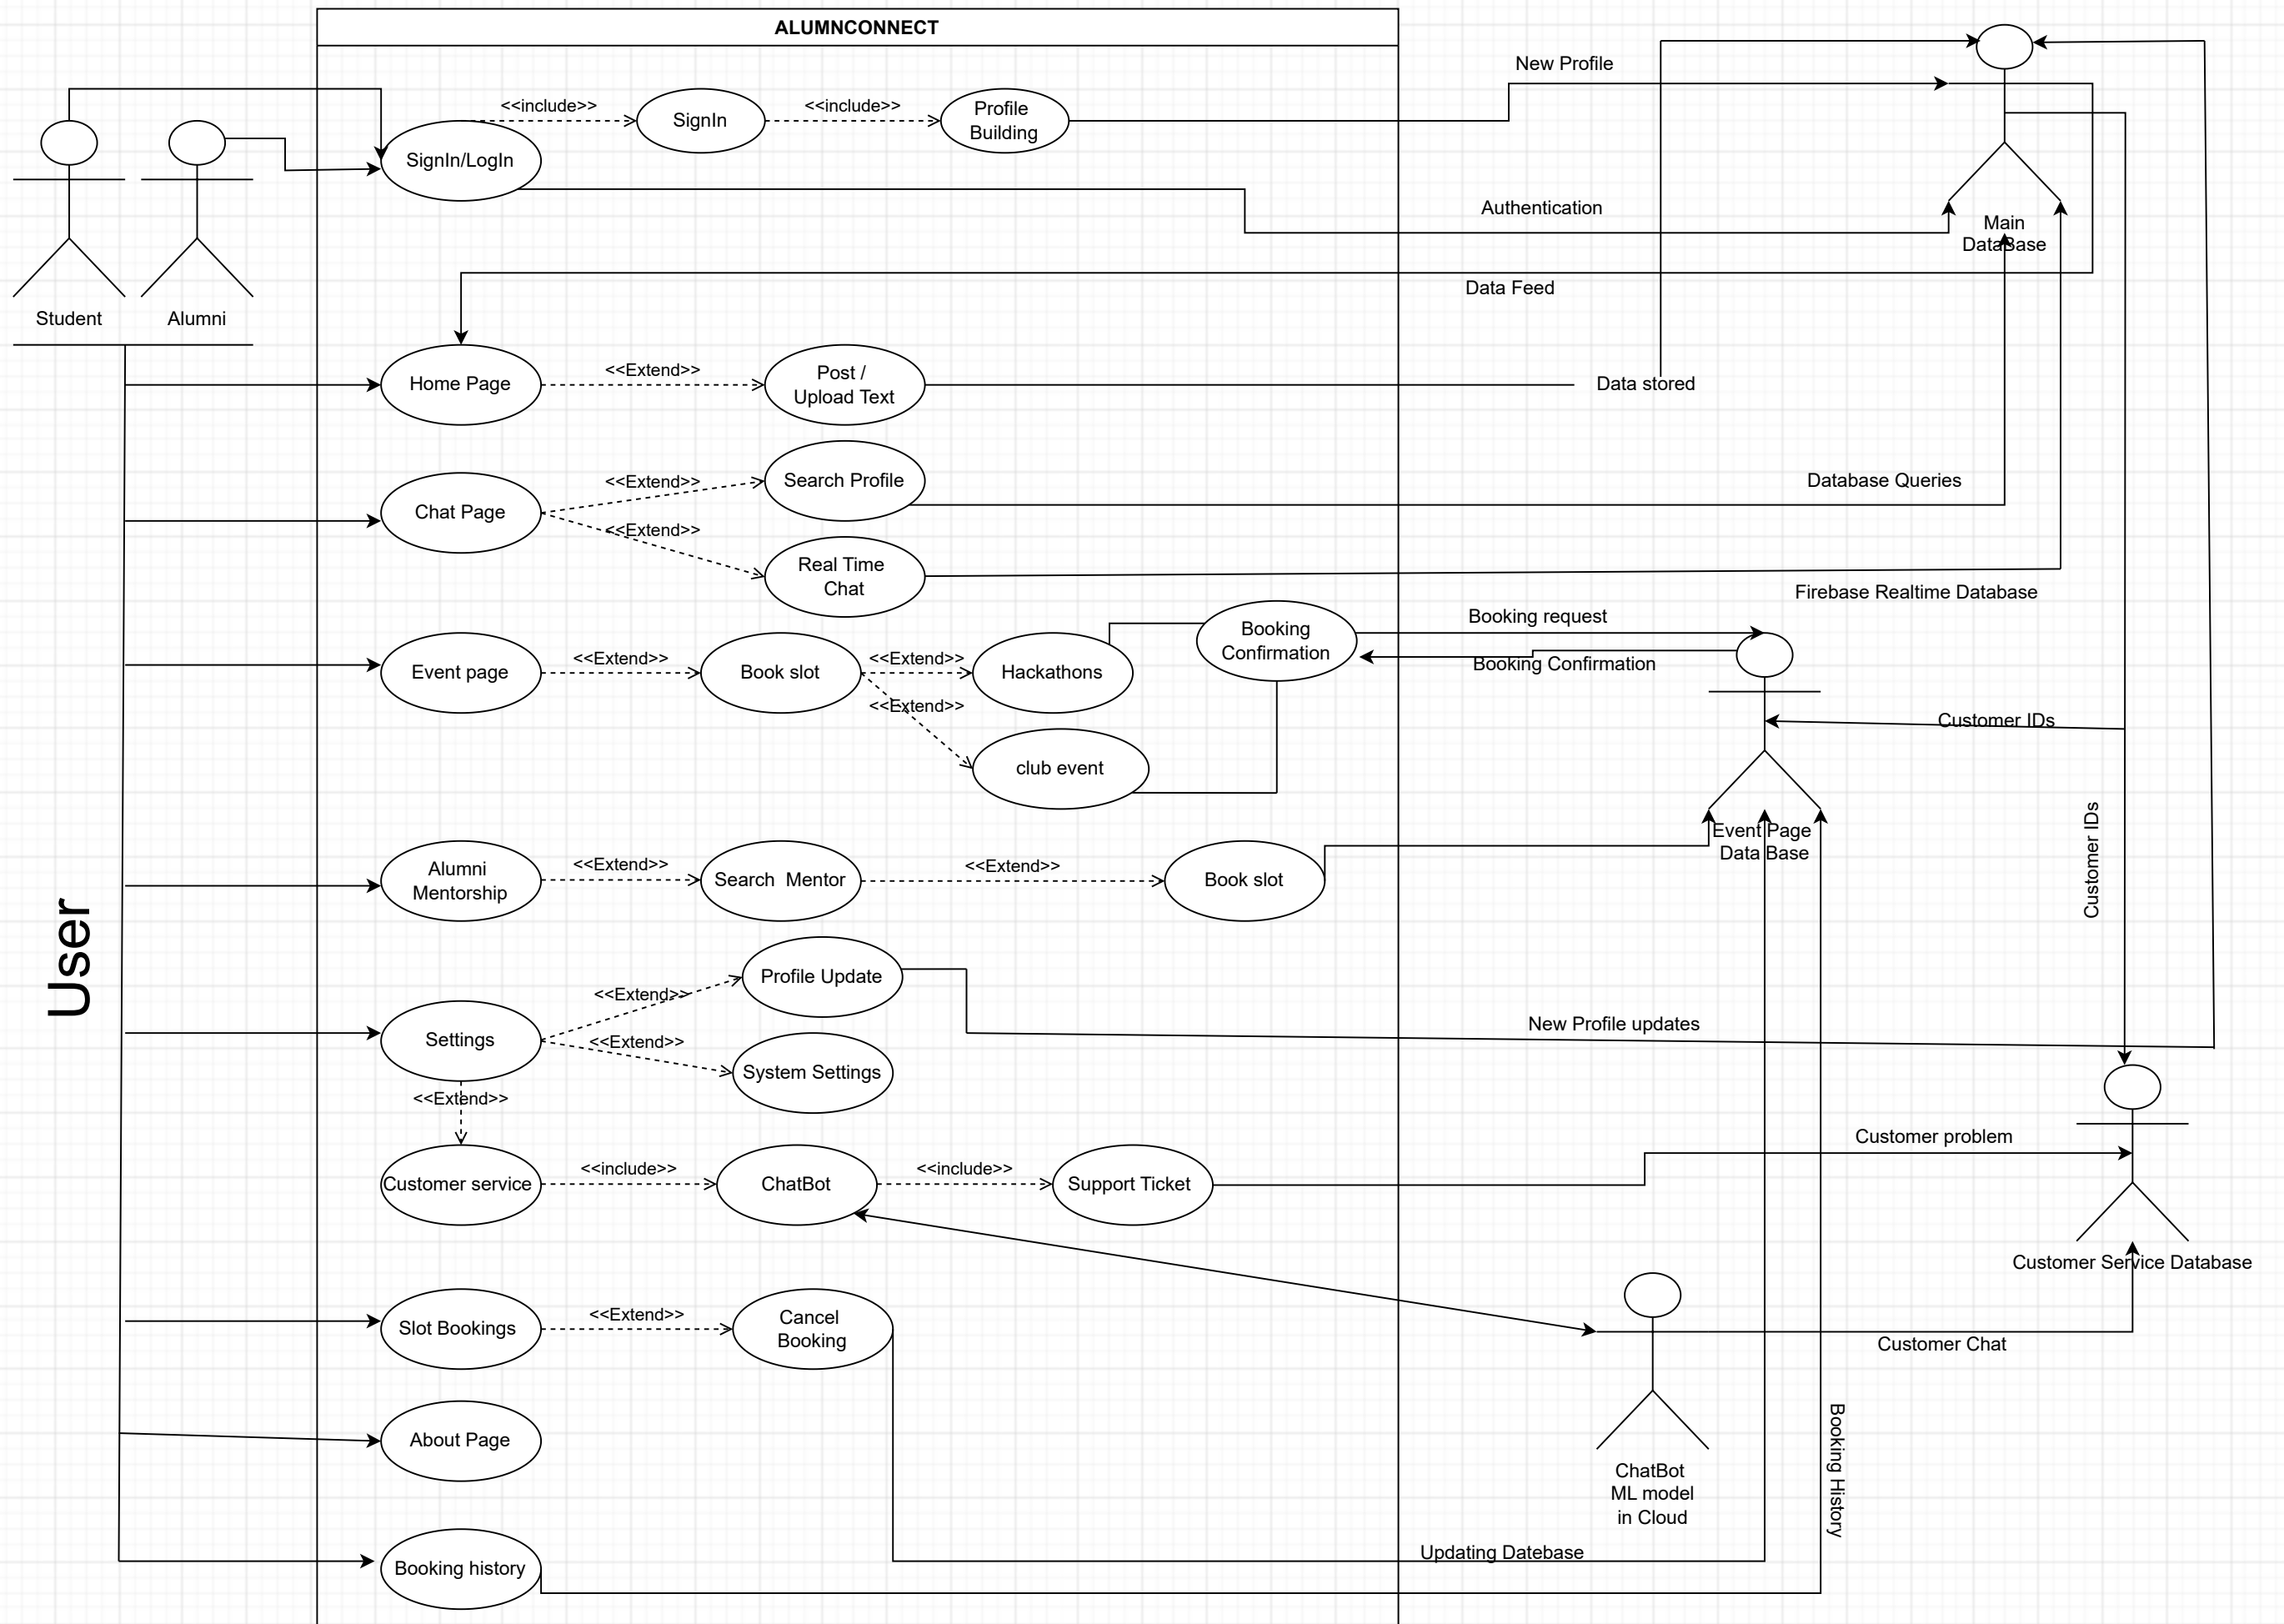 ALUMNCONNECT
New Profile
<<include>>
<<include>>
SignIn
Profile
Building
SignIn/LogIn
Authentication
Main
DataBase
Data Feed
Student
Alumni
<<Extend>>
Home Page
Post /
Upload Text
Data stored
<<Extend>>
Search Profile
Database Queries
Chat Page
<<Extend>>
Real Time
Chat
Firebase Realtime Database
Booking request
Booking
Confirmation
Booking Confirmation
<<Extend>>
<<Extend>>
Event page
Book slot
Hackathons
<<Extend>>
Customer IDs
club event
Event Page
Data Base
Customer IDs
Alumni
Mentorship
<<Extend>>
Search  Mentor
<<Extend>>
Book slot
User
Profile Update
<<Extend>>
New Profile updates
Settings
<<Extend>>
System Settings
<<Extend>>
Customer problem
Customer service
<<include>>
ChatBot
<<include>>
Support Ticket
Customer Service Database
Slot Bookings
<<Extend>>
Cancel
Booking
Customer Chat
About Page
Booking History
ChatBot
ML model
in Cloud
Updating Datebase
Booking history